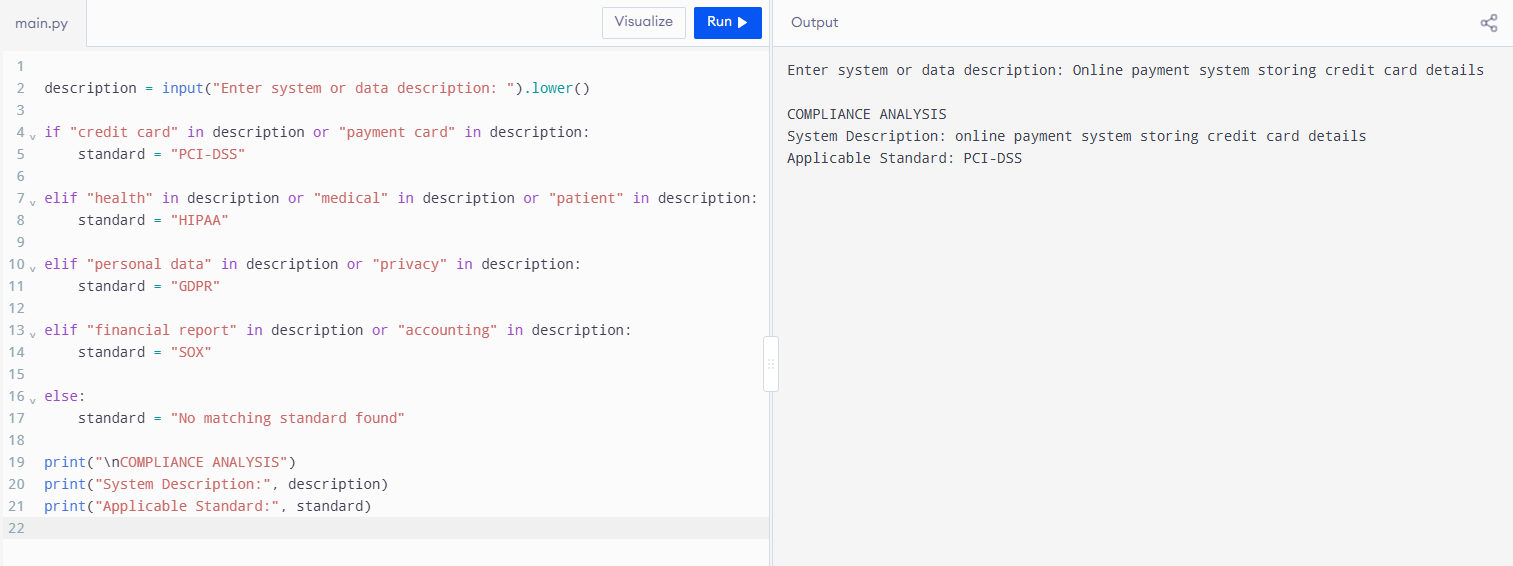 main.py
Visualize
Run
1
2 description = input("Enter system or data description: ").lower()
3
4 if "credit card" in description or "payment card" in description:
5     standard = "PCI-DSS"
6
7 elif "health" in description or "medical" in description or "patient" in description:
8     standard = "HIPAA"
9
10 elif "personal data" in description or "privacy" in description:
11     standard = "GDPR"
12
13 elif "financial report" in description or "accounting" in description:
14     standard = "SOX"
15
16 else:
17     standard = "No matching standard found"
18
19 print("\nCOMPLIANCE ANALYSIS")
20 print("System Description:", description)
21 print("Applicable Standard:", standard)
22
Output
Enter system or data description: Online payment system storing credit card details
COMPLIANCE ANALYSIS
System Description: online payment system storing credit card details
Applicable Standard: PCI-DSS